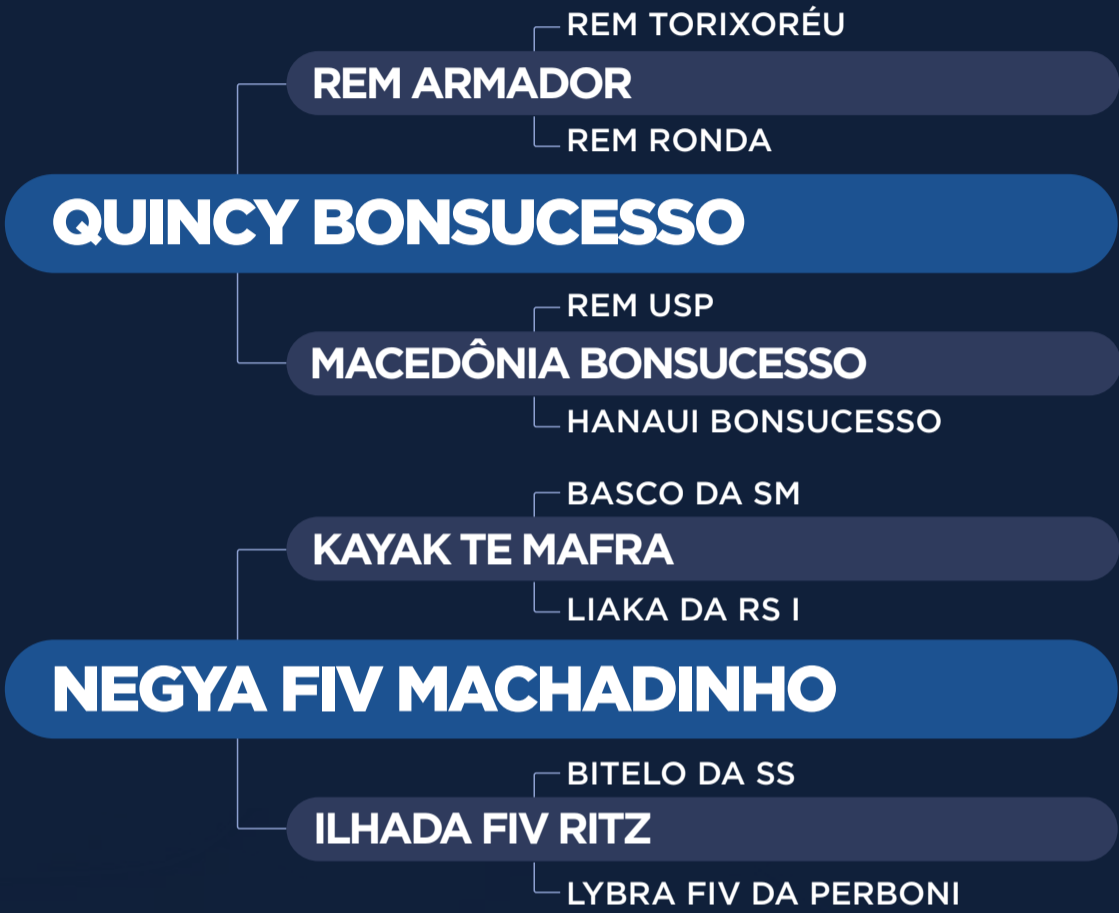 REM TORIXORÉU
REM ARMADOR
REM RONDA
QUINCY BONSUCESSO
REM USP
MACEDÔNIA BONSUCESSO
HANAUI BONSUCESSO
BASCO DA SM
KAYAK TE MAFRA
LIAKA DA RS I
NEGYA FIV MACHADINHO
BITELO DA SS
ILHADA FIV RITZ
LYBRA FIV DA PERBONI